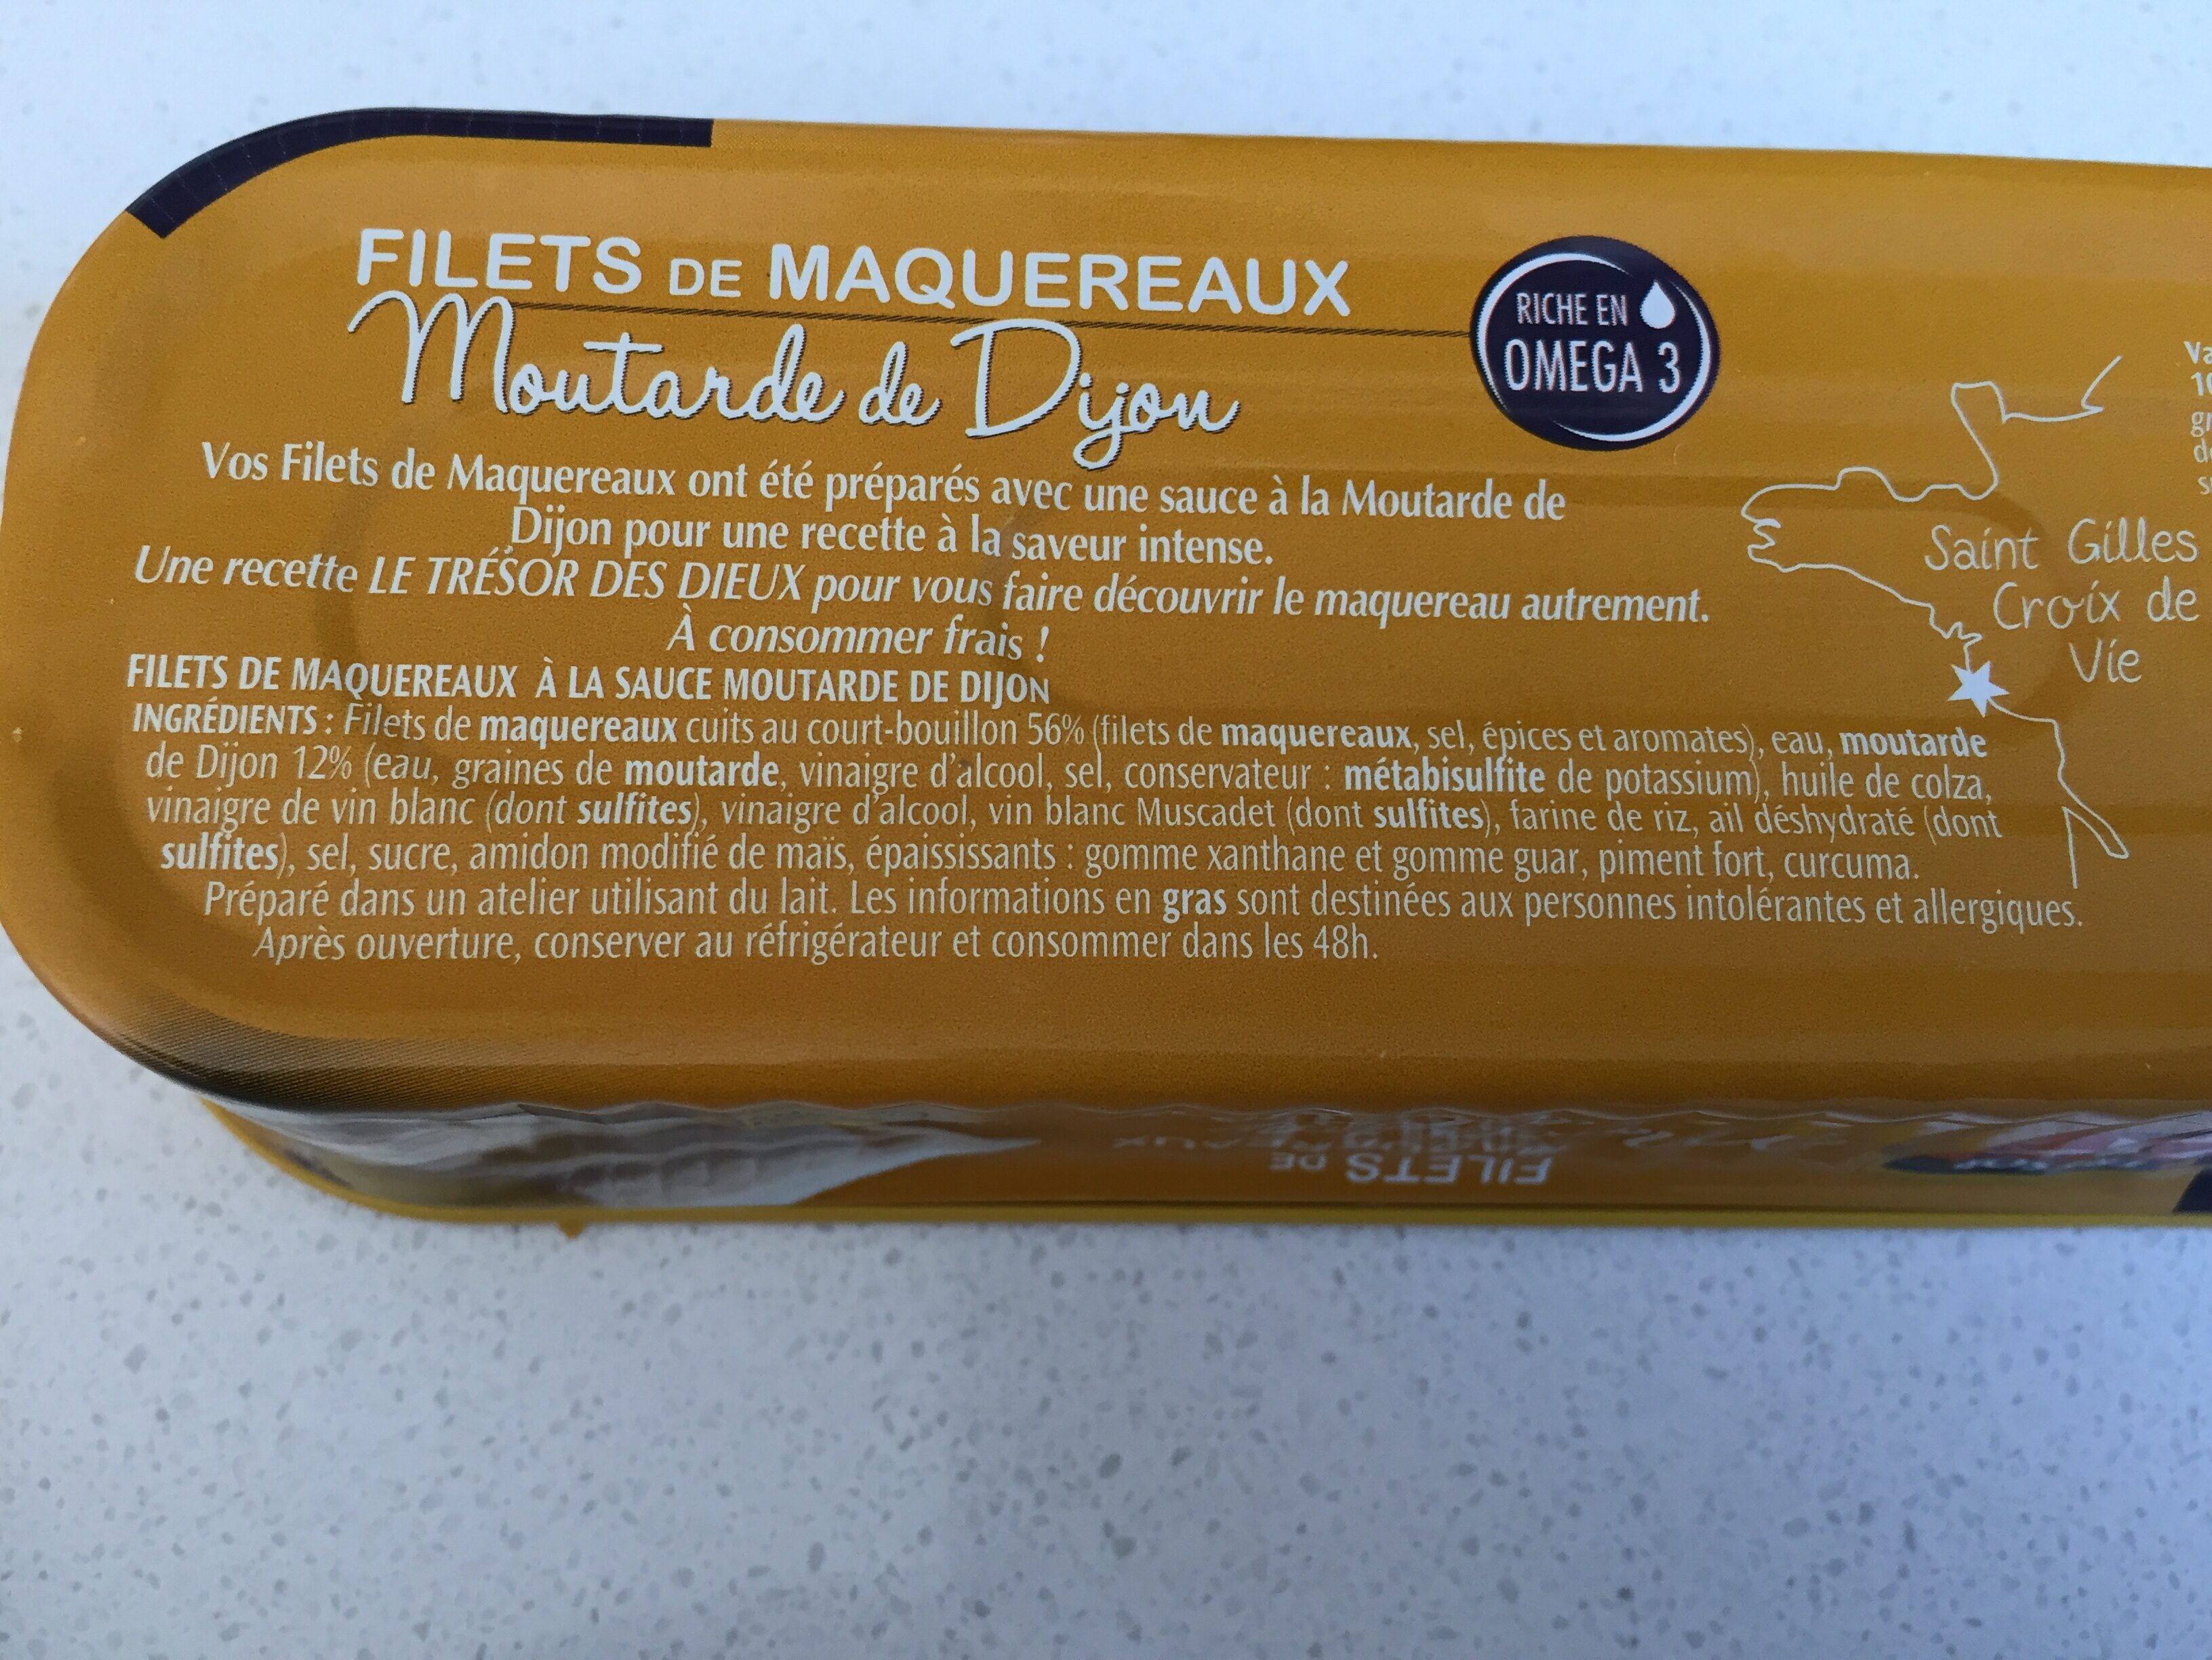 FILETS DE MAQUEREAUX
Moutarde de Dijon
RICHE EN
OMEGA 3
Vos Filets de Maquereaux ont été préparés avec une sauce à la Moutarde de
Dijon pour une recette à la saveur intense.
Une recette LE TRÉSOR DES DIEUX pour vous faire découvrir le maquereau autrement.
À consommer frais !
FILETS DE MAQUEREAUX À LA SAUCE MOUTARDE DE DIJON
INGRÉDIENTS : Filets de maquereaux cuits au court-bouillon 56% (filets de maquereaux, sel, épices et aromates), eau, moutarde
de Dijon 12% (eau, graines de moutarde, vinaigre d'alcool, sel, conservateur : métabisulfite de potassium), huile de colza,
vinaigre de vin blanc (dont sulfites), vinaigre d'alcool, vin blanc Muscadet (dont sulfites), farine de riz, ail déshydraté (dont
sulfites), sel, sucre, amidon modifié de maïs, épaississants : gomme xanthane et gomme guar, piment fort, curcuma.
Préparé dans un atelier utilisant du lait. Les informations en gras sont destinées aux personnes intolérantes et allergiques.
Après ouverture, conserver au réfrigérateur et consommer dans les 48h.
Saint Gilles
Croix de
Vie
FILETS DE